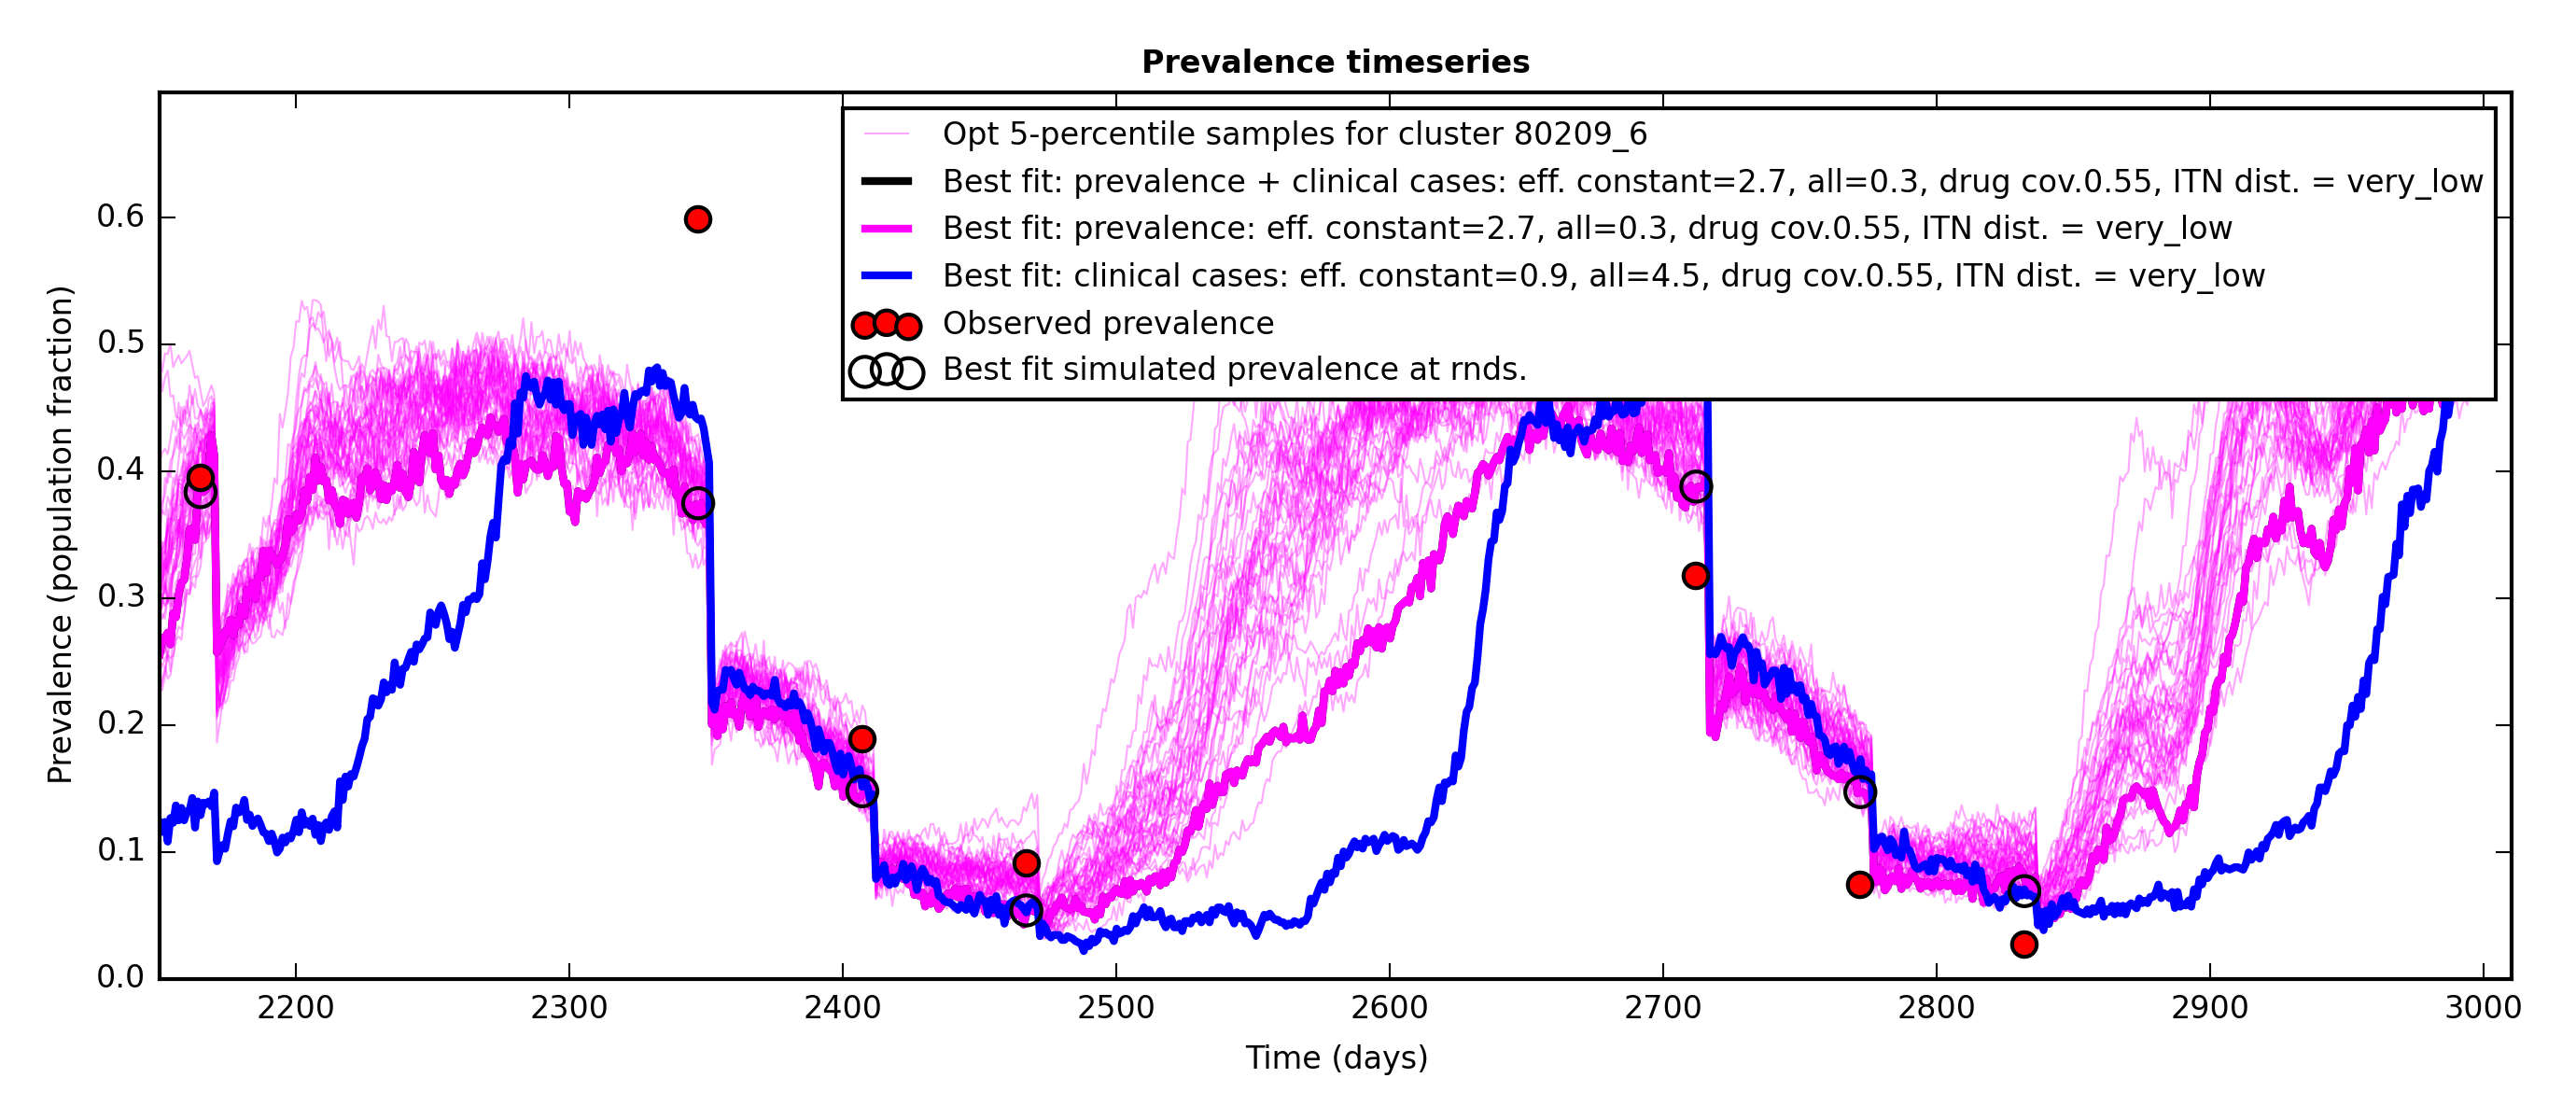 Prevalence timeseries
Opt 5-percentile samples for cluster 80209_6
Best fit: prevalence + clinical cases: eff. constant=2.7, all=0.3, drug cov.0.55, ITN dist. = very_low
Best fit: prevalence: eff. constant=2.7, all=0.3, drug cov.0.55, ITN dist. = very_low
Best fit: clinical cases: eff. constant=0.9, all=4.5, drug cov.0.55, ITN dist. = very_low
Observed prevalence
Best fit simulated prevalence at rnds.
Prevalence (population fraction)
0.6
0.5
0.4
0.3
0.2
0.1
0.0
2200 2300 2400 2500 2600 2700 2800 2900 3000
Time (days)